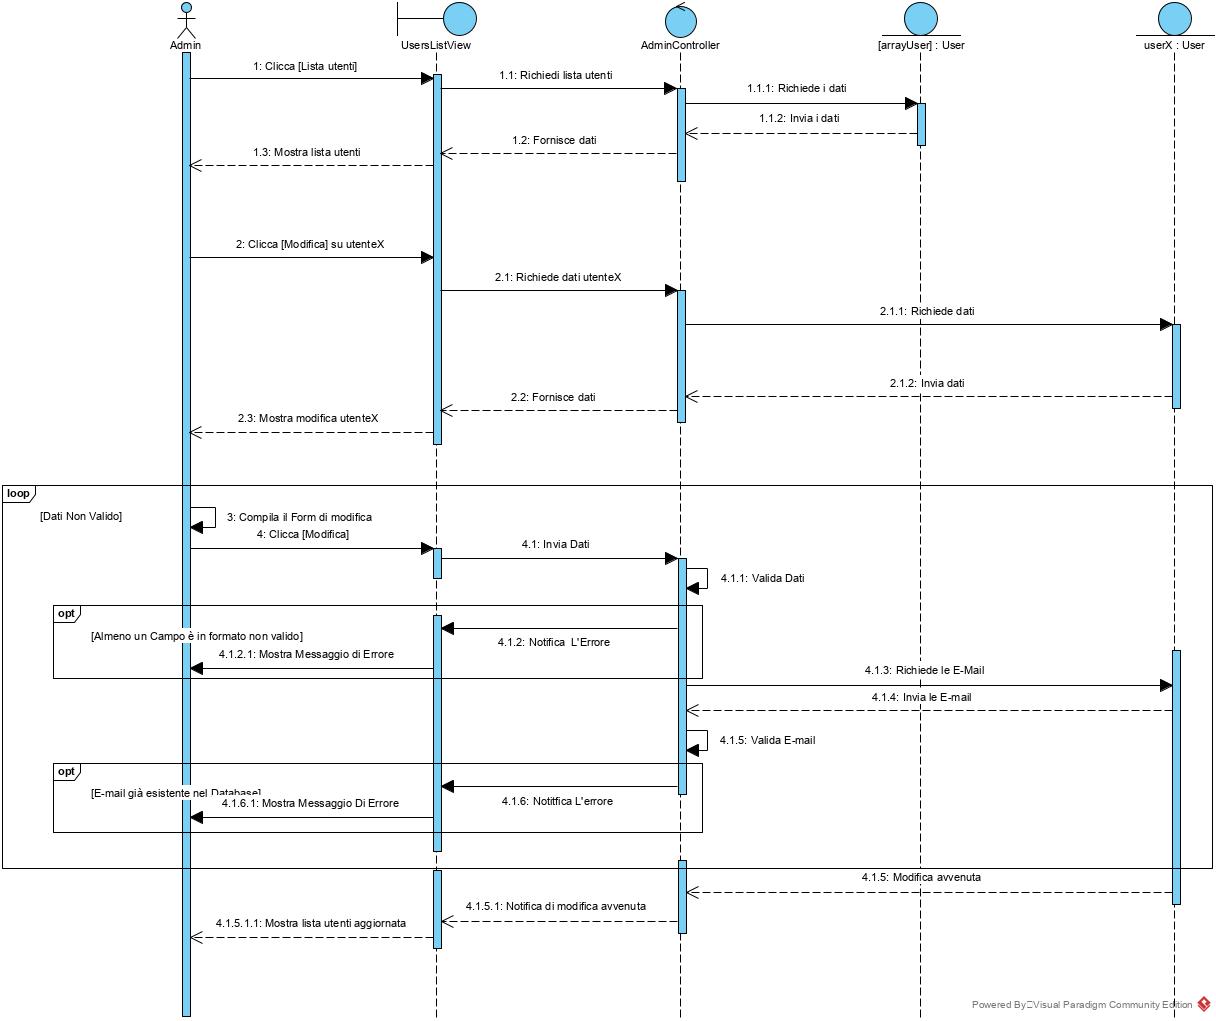 Admin
UsersListView
AdminController
[arrayUser] : User
userX : User
1: Clicca [Lista utenti]
1.1: Richiedi lista utenti
1.1.1: Richiede i dati
1.1.2: Invia i dati
1.2: Fornisce dati
1.3: Mostra lista utenti
2: Clicca [Modifica] su utenteX
2.1: Richiede dati utenteX
2.1.1: Richiede dati
2.1.2: Invia dati
2.2: Fornisce dati
2.3: Mostra modifica utenteX
loop
[Dati Non Valido]
3: Compila il Form di modifica
4: Clicca [Modifica]
4.1: Invia Dati
4.1.1: Valida Dati
opt
[Almeno un Campo è in formato non valido]
4.1.2: Notifica L'Errore
4.1.2.1: Mostra Messaggio di Errore
4.1.3: Richiede le E-Mail
4.1.4: Invia le E-mail
4.1.5: Valida E-mail
opt
[E-mail già esistente nel Database]
4.1.6: Notitfica L'errore
4.1.6.1: Mostra Messaggio Di Errore
4.1.5: Modifica avvenuta
4.1.5.1: Notifica di modifica avvenuta
4.1.5.1.1: Mostra lista utenti aggiornata
Powered By Visual Paradigm Community Edition